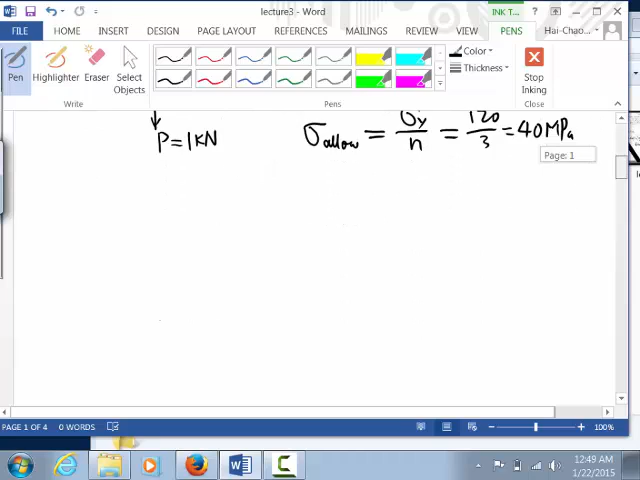 lecture3 - Word
INK T...
?
FILE
HOME
INSERT
DESIGN
PAGE LAYOUT
REFERENCES
MAILINGS
REVIEW
VIEW
PENS
Hai-Chao...
Pen
Highlighter
Eraser
Select Objects
Color
Thickness
Stop Inking
Write
Pens
Close
P=1kN
σallow = σy/n = 120/3 = 40MPa
Page: 1
PAGE 1 OF 4
0 WORDS
100%
12:49 AM
1/22/2015